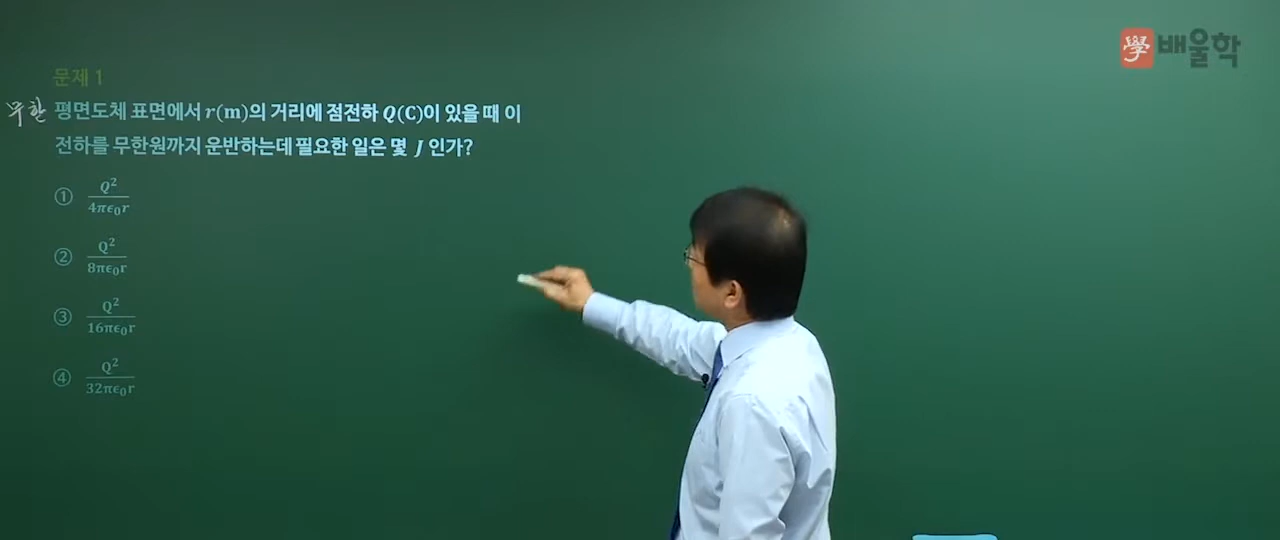 學 배울학
문제 1
무한 평면도체 표면에서 r(m)의 거리에 점전하 Q(C)이 있을 때 이
전하를 무한원까지 운반하는데 필요한 일은 몇 J 인가?
① Q²/4πϵ₀r
② Q²/8πϵ₀r
③ Q²/16πϵ₀r
④ Q²/32πϵ₀r